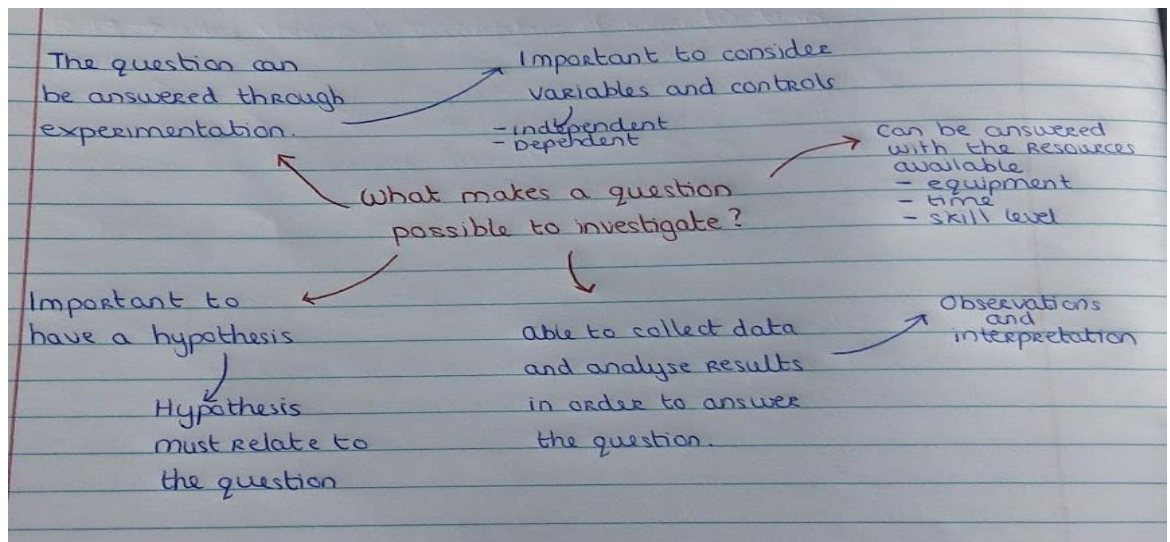 The question can
be answered through
experimentation.
Important to consider
variables and controls
- independent
- Dependent
can be answered
with the resources
available
- equipment
- time
- skill level
What makes a question
possible to investigate?
Important to
have a hypothesis
Hypothesis
must relate to
the question
able to collect data
and analyse results
in order to answer
the question.
Observations
and
interpretation